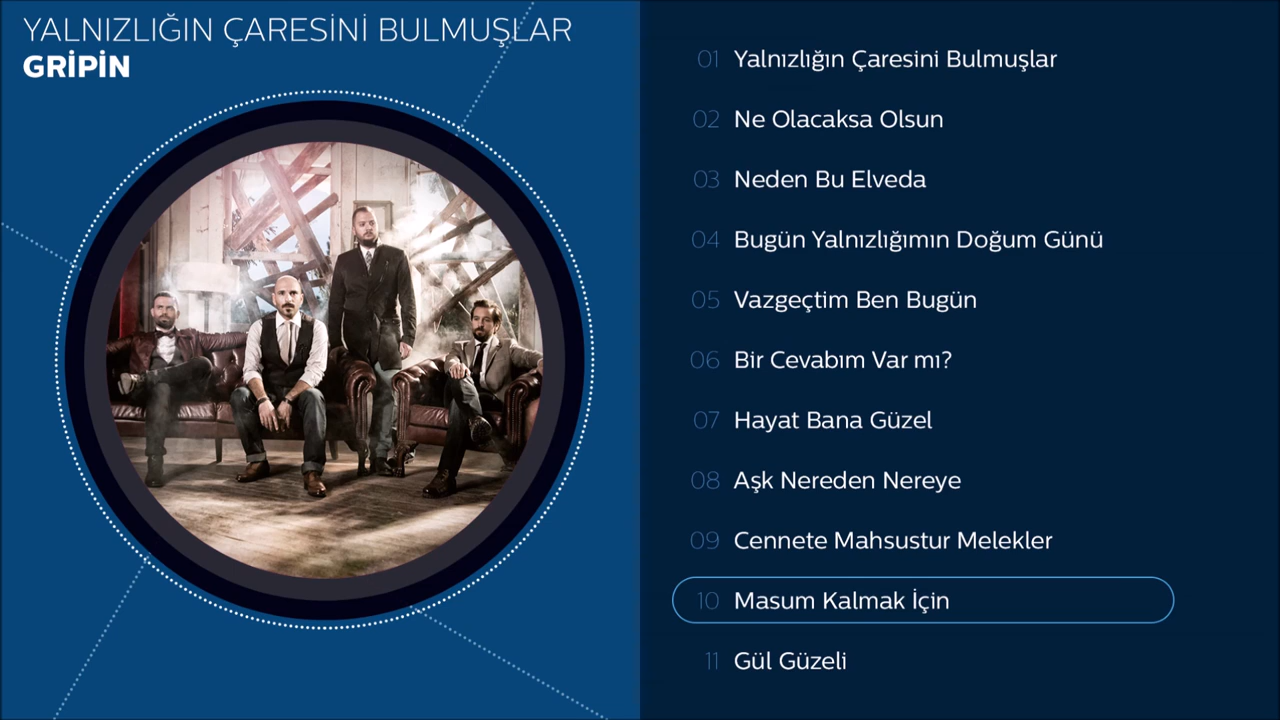 YALNIZLIĞIN ÇARESİNİ BULMUŞLAR
GRİPİN
01 Yalnızlığın Çaresini Bulmuşlar
02 Ne Olacaksa Olsun
03 Neden Bu Elveda
04 Bugün Yalnızlığımın Doğum Günü
05 Vazgeçtim Ben Bugün
06 Bir Cevabım Var mı?
07 Hayat Bana Güzel
08 Aşk Nereden Nereye
09 Cennete Mahsustur Melekler
10 Masum Kalmak İçin
11 Gül Güzeli